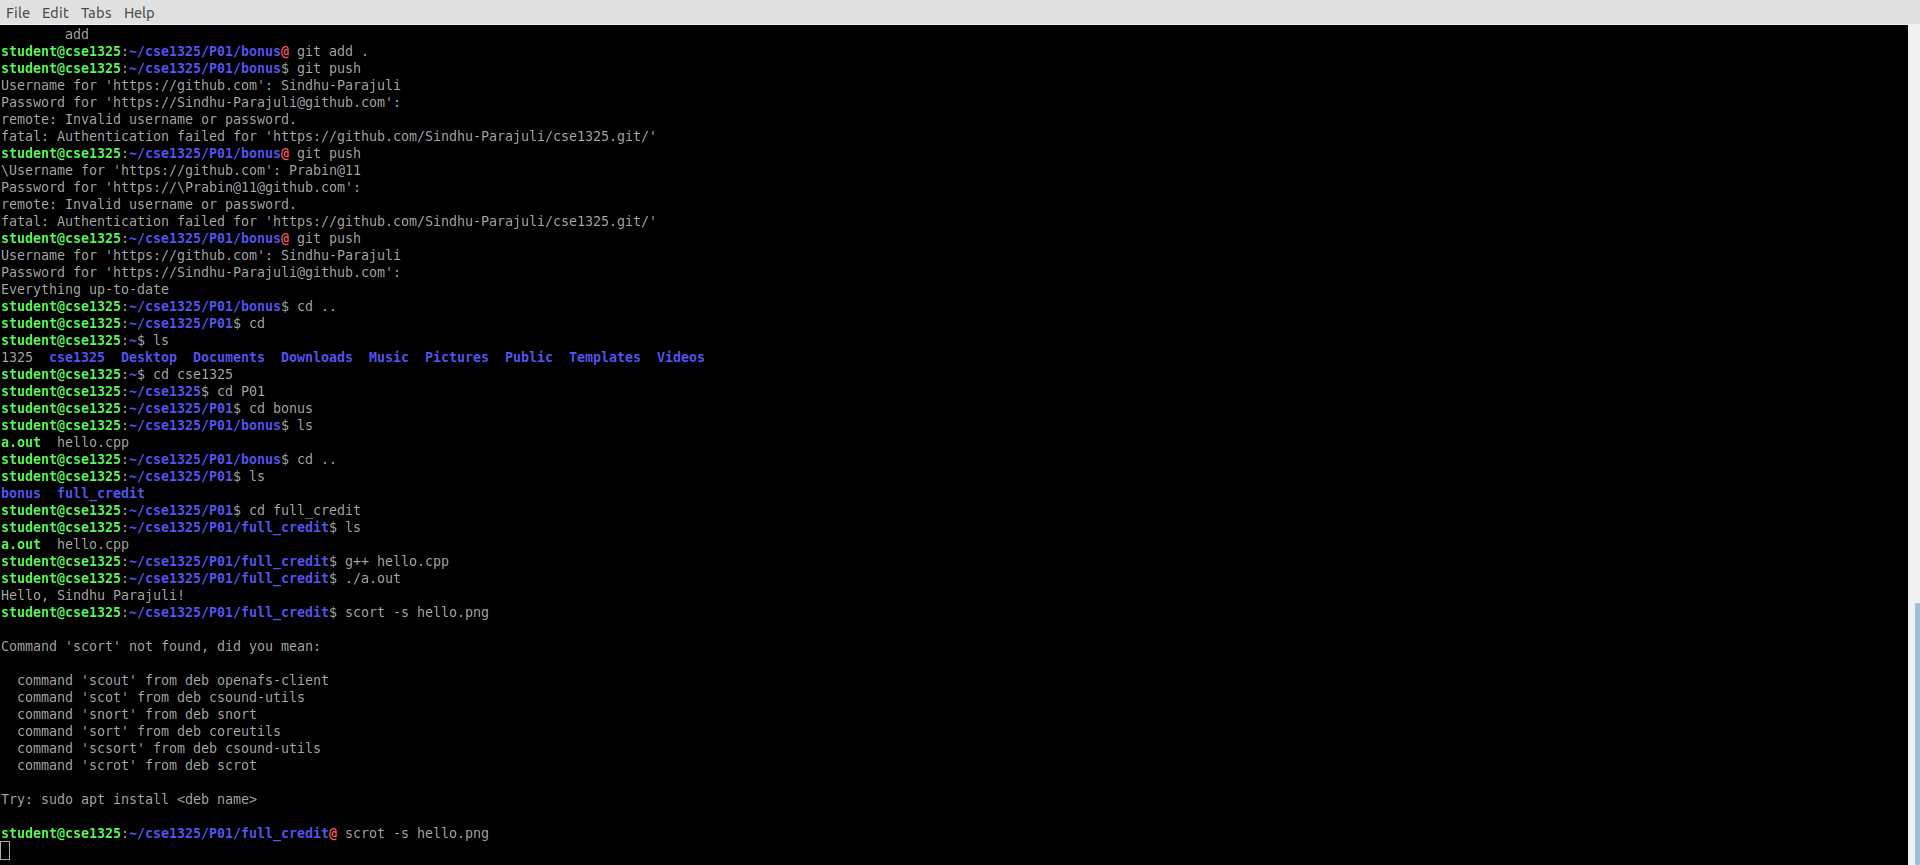 File Edit Tabs Help
add
student@cse1325:~/cse1325/P01/bonus@ git add .
student@cse1325:~/cse1325/P01/bonus$ git push
Username for 'https://github.com': Sindhu-Parajuli
Password for 'https://Sindhu-Parajuli@github.com':
remote: Invalid username or password.
fatal: Authentication failed for 'https://github.com/Sindhu-Parajuli/cse1325.git/'
student@cse1325:~/cse1325/P01/bonus@ git push
\Username for 'https://github.com': Prabin@11
Password for 'https://\Prabin@11@github.com':
remote: Invalid username or password.
fatal: Authentication failed for 'https://github.com/Sindhu-Parajuli/cse1325.git/'
student@cse1325:~/cse1325/P01/bonus@ git push
Username for 'https://github.com': Sindhu-Parajuli
Password for 'https://Sindhu-Parajuli@github.com':
Everything up-to-date
student@cse1325:~/cse1325/P01/bonus$ cd ..
student@cse1325:~/cse1325/P01$ cd
student@cse1325:~$ ls
1325  cse1325  Desktop  Documents  Downloads  Music  Pictures  Public  Templates  Videos
student@cse1325:~$ cd cse1325
student@cse1325:~/cse1325$ cd P01
student@cse1325:~/cse1325/P01$ cd bonus
student@cse1325:~/cse1325/P01/bonus$ ls
a.out  hello.cpp
student@cse1325:~/cse1325/P01/bonus$ cd ..
student@cse1325:~/cse1325/P01$ ls
bonus  full_credit
student@cse1325:~/cse1325/P01$ cd full_credit
student@cse1325:~/cse1325/P01/full_credit$ ls
a.out  hello.cpp
student@cse1325:~/cse1325/P01/full_credit$ g++ hello.cpp
student@cse1325:~/cse1325/P01/full_credit$ ./a.out
Hello, Sindhu Parajuli!
student@cse1325:~/cse1325/P01/full_credit$ scort -s hello.png
Command 'scort' not found, did you mean:
command 'scout' from deb openafs-client
command 'scot' from deb csound-utils
command 'snort' from deb snort
command 'sort' from deb coreutils
command 'scsort' from deb csound-utils
command 'scrot' from deb scrot
Try: sudo apt install <deb name>
student@cse1325:~/cse1325/P01/full_credit@ scrot -s hello.png